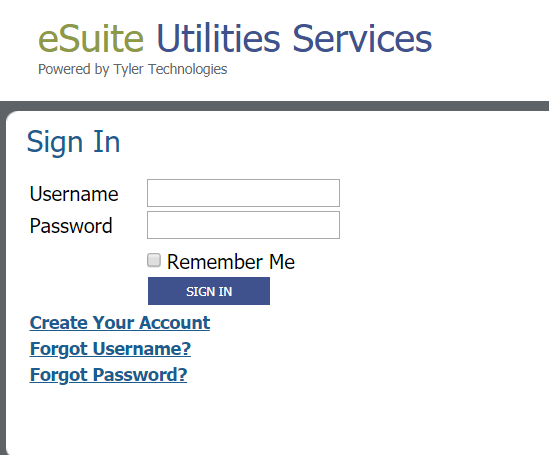 eSuite Utilities Services
Powered by Tyler Technologies
Sign In
Username
Password
Remember Me
SIGN IN
Create Your Account
Forgot Username?
Forgot Password?